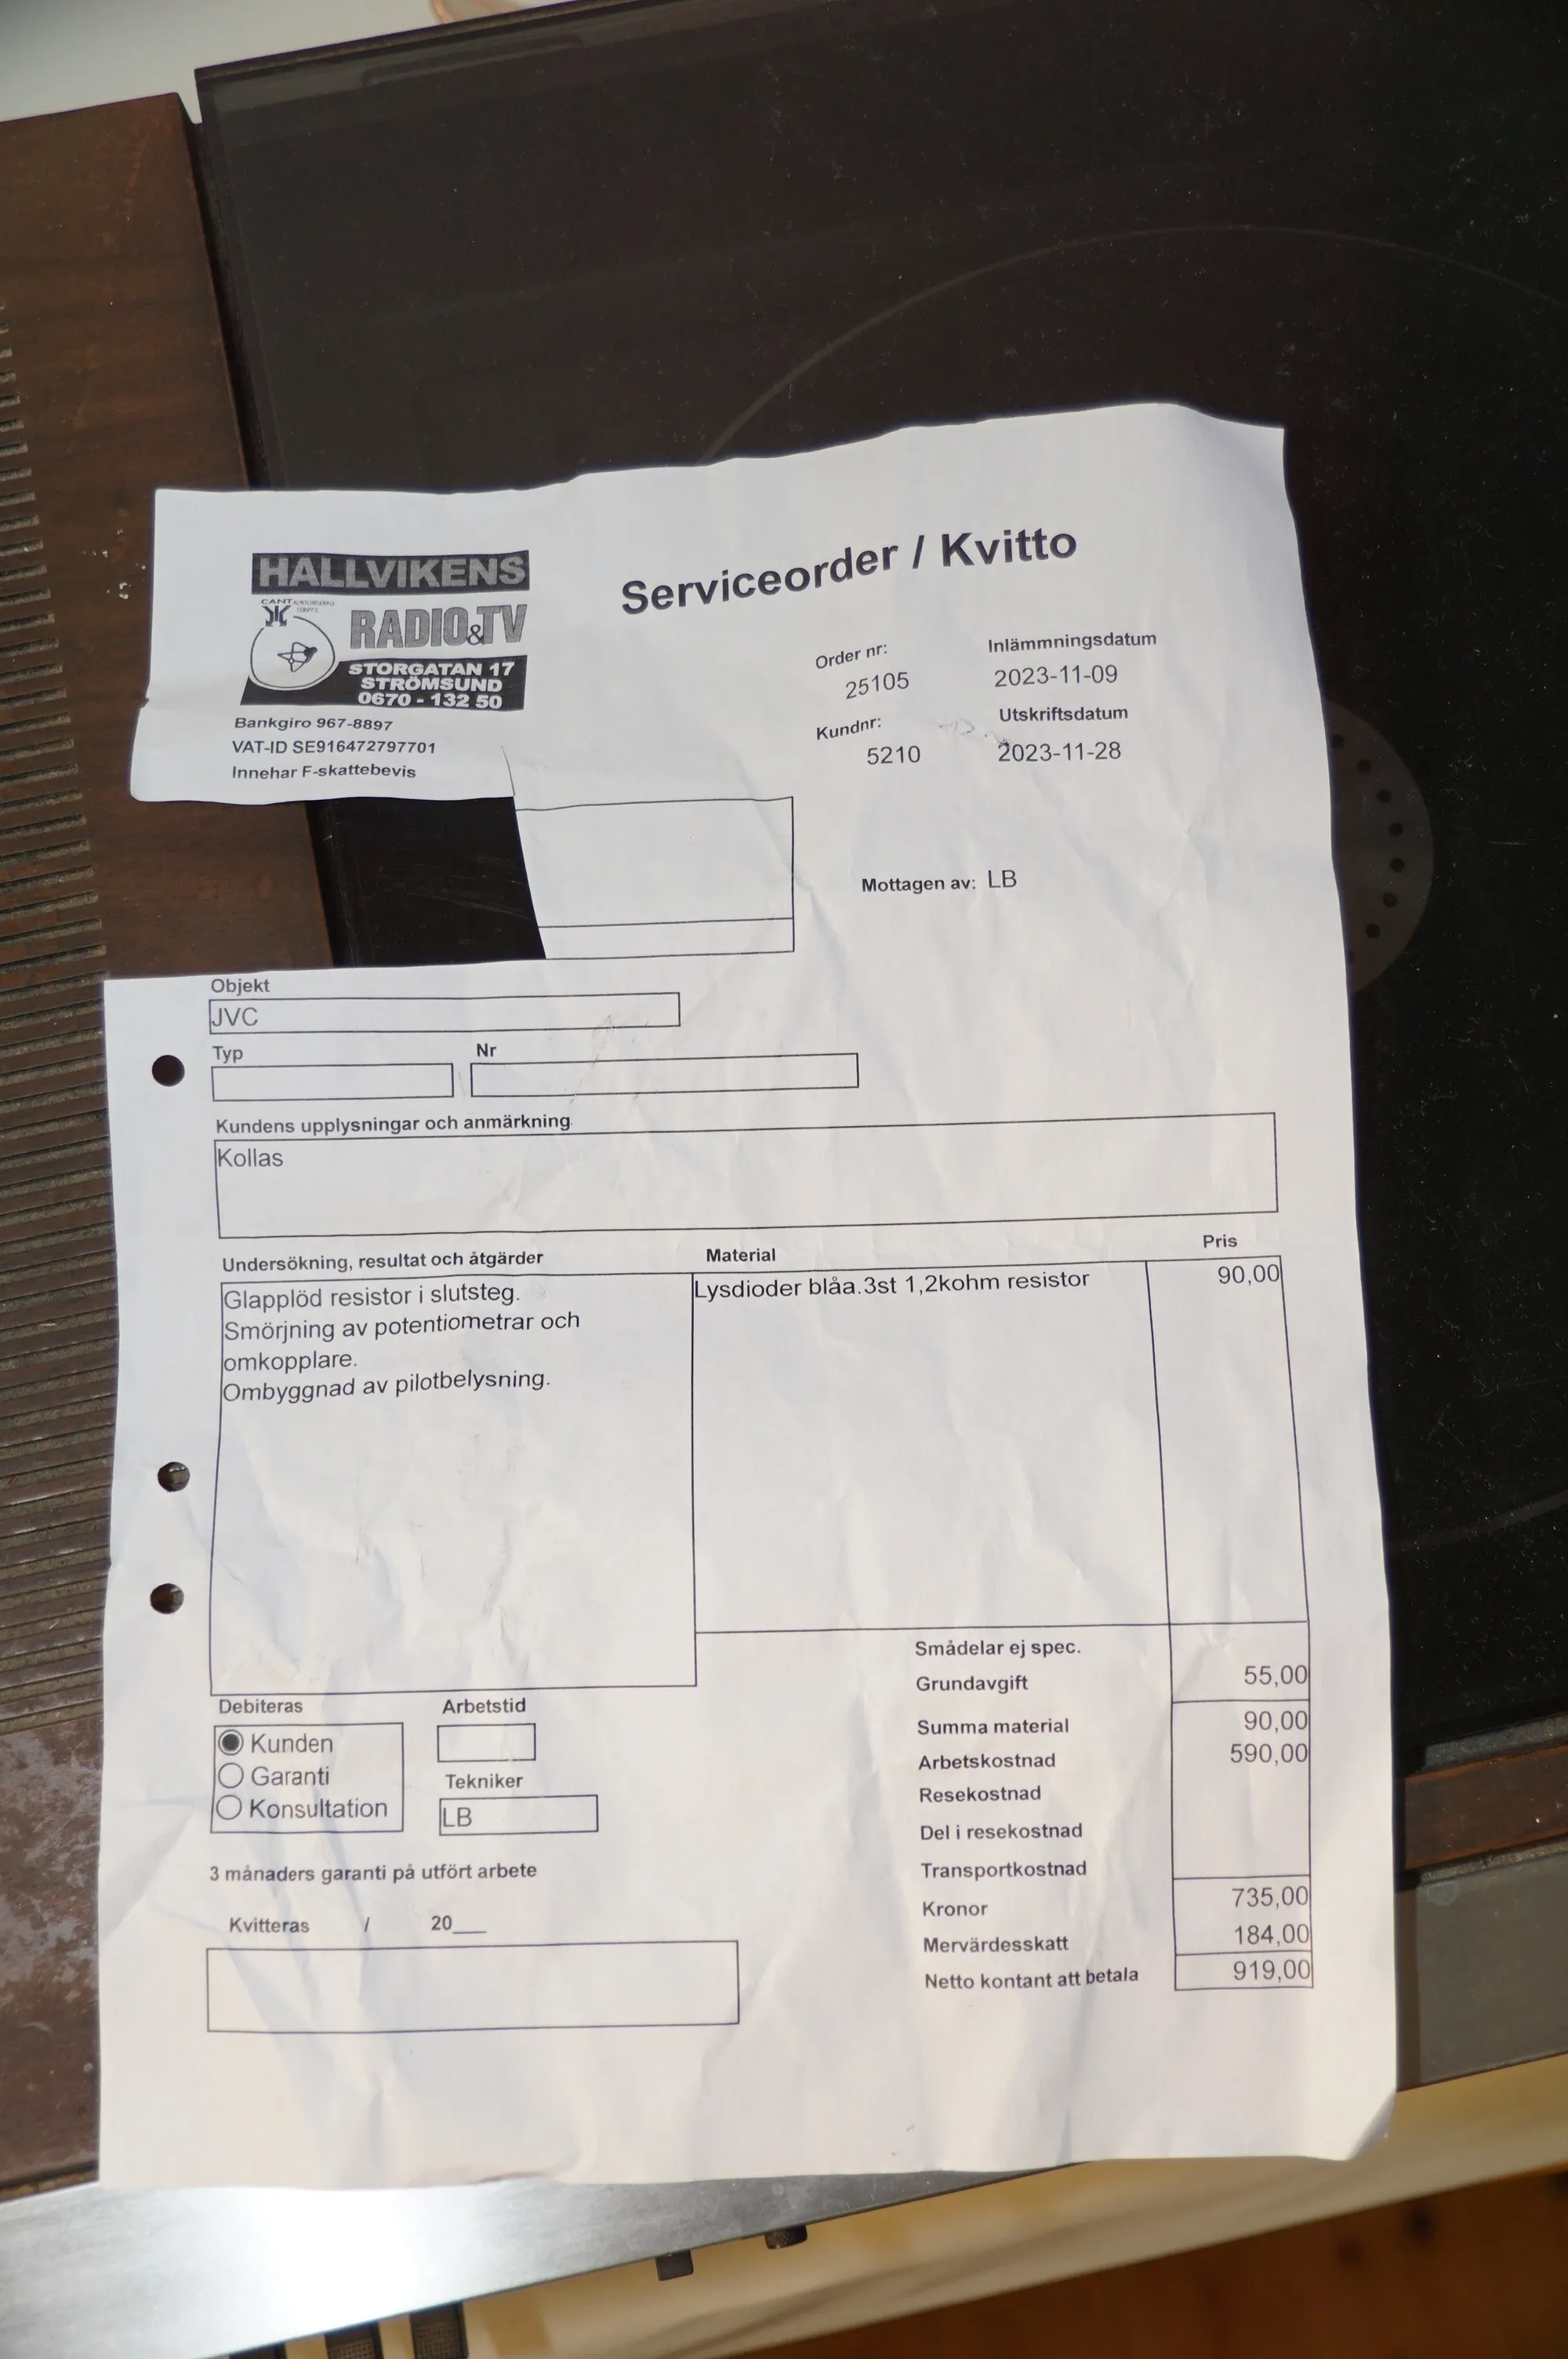 HALLVIKENS
RADIO&TV
STORGATAN 17
STRÖMSUND
0670 - 132 50
Bankgiro 967-8897
VAT-ID SE916472797701
Innehar F-skattebevis
Serviceorder / Kvitto
Order nr:
25105
Inlämmningsdatum
2023-11-09
Kundnr:
5210
Utskriftsdatum
2023-11-28
Mottagen av: LB
Objekt
JVC
Typ
Nr
Kundens upplysningar och anmärkning
Kollas
Undersökning, resultat och åtgärder
Material
Pris
Glapplöd resistor i slutsteg.
Smörjning av potentiometrar och
omkopplare.
Ombyggnad av pilotbelysning.
Lysdioder blåa.3st 1,2kohm resistor
90,00
Smådelar ej spec.
Grundavgift 55,00
Summa material 90,00
Arbetskostnad 590,00
Resekostnad
Del i resekostnad
Transportkostnad
Kronor 735,00
Mervärdesskatt 184,00
Netto kontant att betala 919,00
Debiteras
Kunden
Garanti
Konsultation
Arbetstid
Tekniker
LB
3 månaders garanti på utfört arbete
Kvitteras / 20__